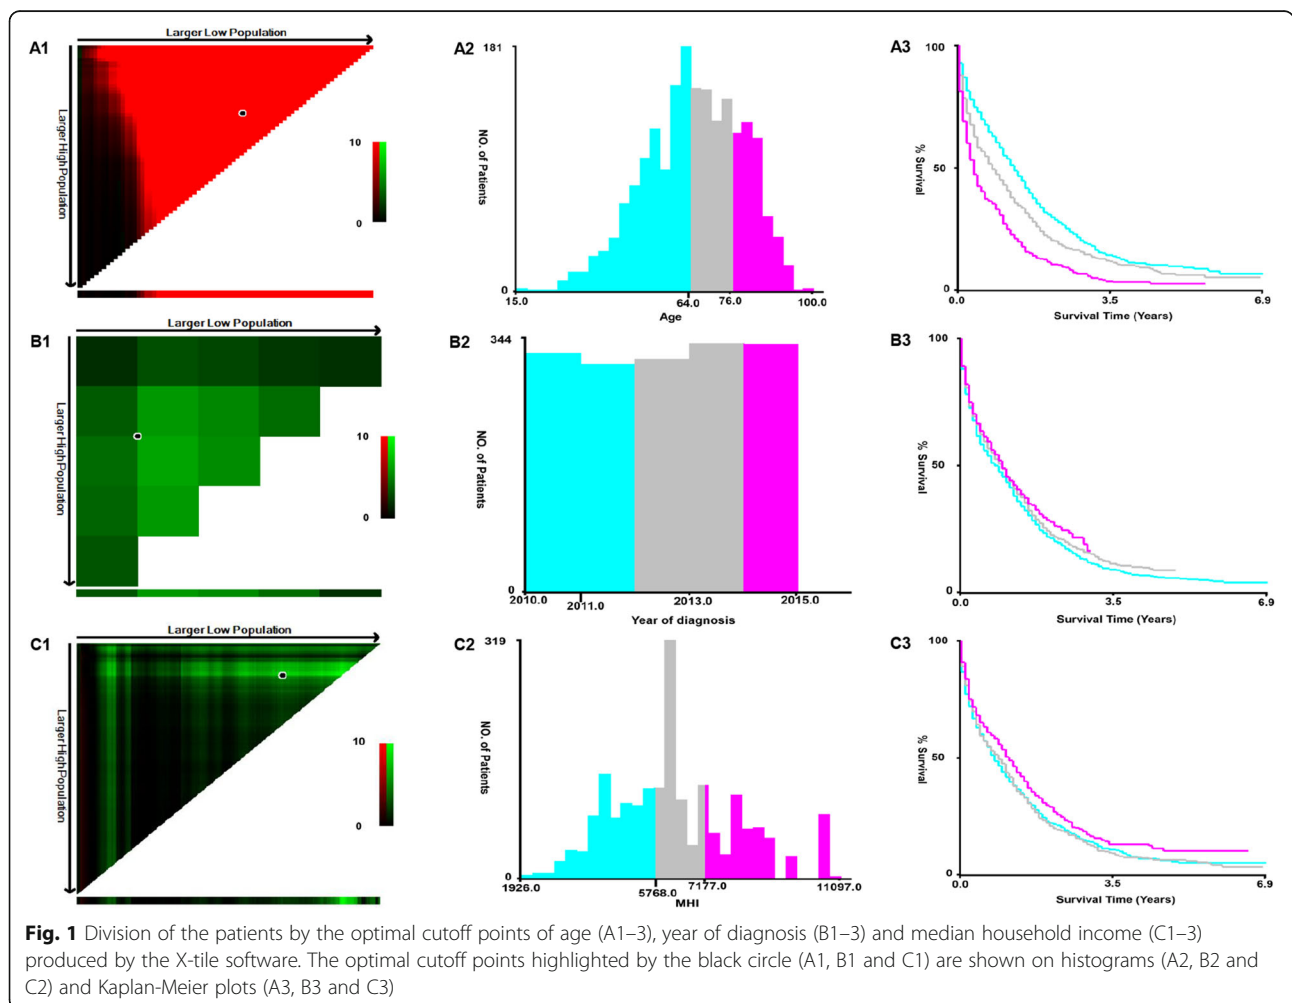 Larger Low Population
A1
Larger High Population
10
0
A2
181
NO. of Patients
0
15.0
64.0
76.0
100.0
Age
A3
100
% Survival
50
0
0.0
3.5
6.9
Survival Time (Years)
Larger Low Population
B1
Larger High Population
10
0
B2
344
NO. of Patients
0
2010.0
2011.0
2013.0
2015.0
Year of diagnosis
B3
100
% Survival
50
0
0.0
3.5
6.9
Survival Time (Years)
Larger Low Population
C1
Larger High Population
10
0
C2
319
NO. of Patients
0
1926.0
5768.0
7177.0
11097.0
MHI
C3
100
% Survival
50
0
0.0
3.5
6.9
Survival Time (Years)
Fig. 1 Division of the patients by the optimal cutoff points of age (A1–3), year of diagnosis (B1–3) and median household income (C1–3)
produced by the X-tile software. The optimal cutoff points highlighted by the black circle (A1, B1 and C1) are shown on histograms (A2, B2 and
C2) and Kaplan-Meier plots (A3, B3 and C3)